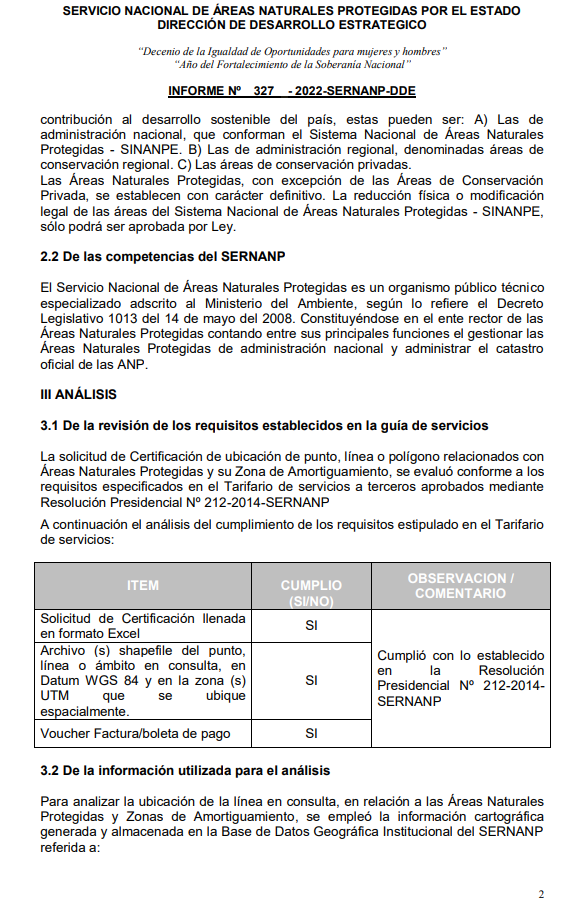 SERVICIO NACIONAL DE ÁREAS NATURALES PROTEGIDAS POR EL ESTADO
DIRECCIÓN DE DESARROLLO ESTRATEGICO
“Decenio de la Igualdad de Oportunidades para mujeres y hombres”
“Año del Fortalecimiento de la Soberanía Nacional”
INFORME Nº 327 - 2022-SERNANP-DDE
contribución al desarrollo sostenible del país, estas pueden ser: A) Las de
administración nacional, que conforman el Sistema Nacional de Áreas Naturales
Protegidas - SINANPE. B) Las de administración regional, denominadas áreas de
conservación regional. C) Las áreas de conservación privadas.
Las Áreas Naturales Protegidas, con excepción de las Áreas de Conservación
Privada, se establecen con carácter definitivo. La reducción física o modificación
legal de las áreas del Sistema Nacional de Áreas Naturales Protegidas - SINANPE,
sólo podrá ser aprobada por Ley.
2.2 De las competencias del SERNANP
El Servicio Nacional de Áreas Naturales Protegidas es un organismo público técnico
especializado adscrito al Ministerio del Ambiente, según lo refiere el Decreto
Legislativo 1013 del 14 de mayo del 2008. Constituyéndose en el ente rector de las
Áreas Naturales Protegidas contando entre sus principales funciones el gestionar las
Áreas Naturales Protegidas de administración nacional y administrar el catastro
oficial de las ANP.
III ANÁLISIS
3.1 De la revisión de los requisitos establecidos en la guía de servicios
La solicitud de Certificación de ubicación de punto, línea o polígono relacionados con
Áreas Naturales Protegidas y su Zona de Amortiguamiento, se evaluó conforme a los
requisitos especificados en el Tarifario de servicios a terceros aprobados mediante
Resolución Presidencial Nº 212-2014-SERNANP
A continuación el análisis del cumplimiento de los requisitos estipulado en el Tarifario
de servicios:
ITEM
CUMPLIO
(SI/NO)
OBSERVACION /
COMENTARIO
Solicitud de Certificación llenada
en formato Excel
SI
Archivo (s) shapefile del punto,
línea o ámbito en consulta, en
Datum WGS 84 y en la zona (s)
UTM que se ubique
espacialmente.
SI
Voucher Factura/boleta de pago
SI
Cumplió con lo establecido
en la Resolución
Presidencial Nº 212-2014-
SERNANP
3.2 De la información utilizada para el análisis
Para analizar la ubicación de la línea en consulta, en relación a las Áreas Naturales
Protegidas y Zonas de Amortiguamiento, se empleó la información cartográfica
generada y almacenada en la Base de Datos Geográfica Institucional del SERNANP
referida a:
2